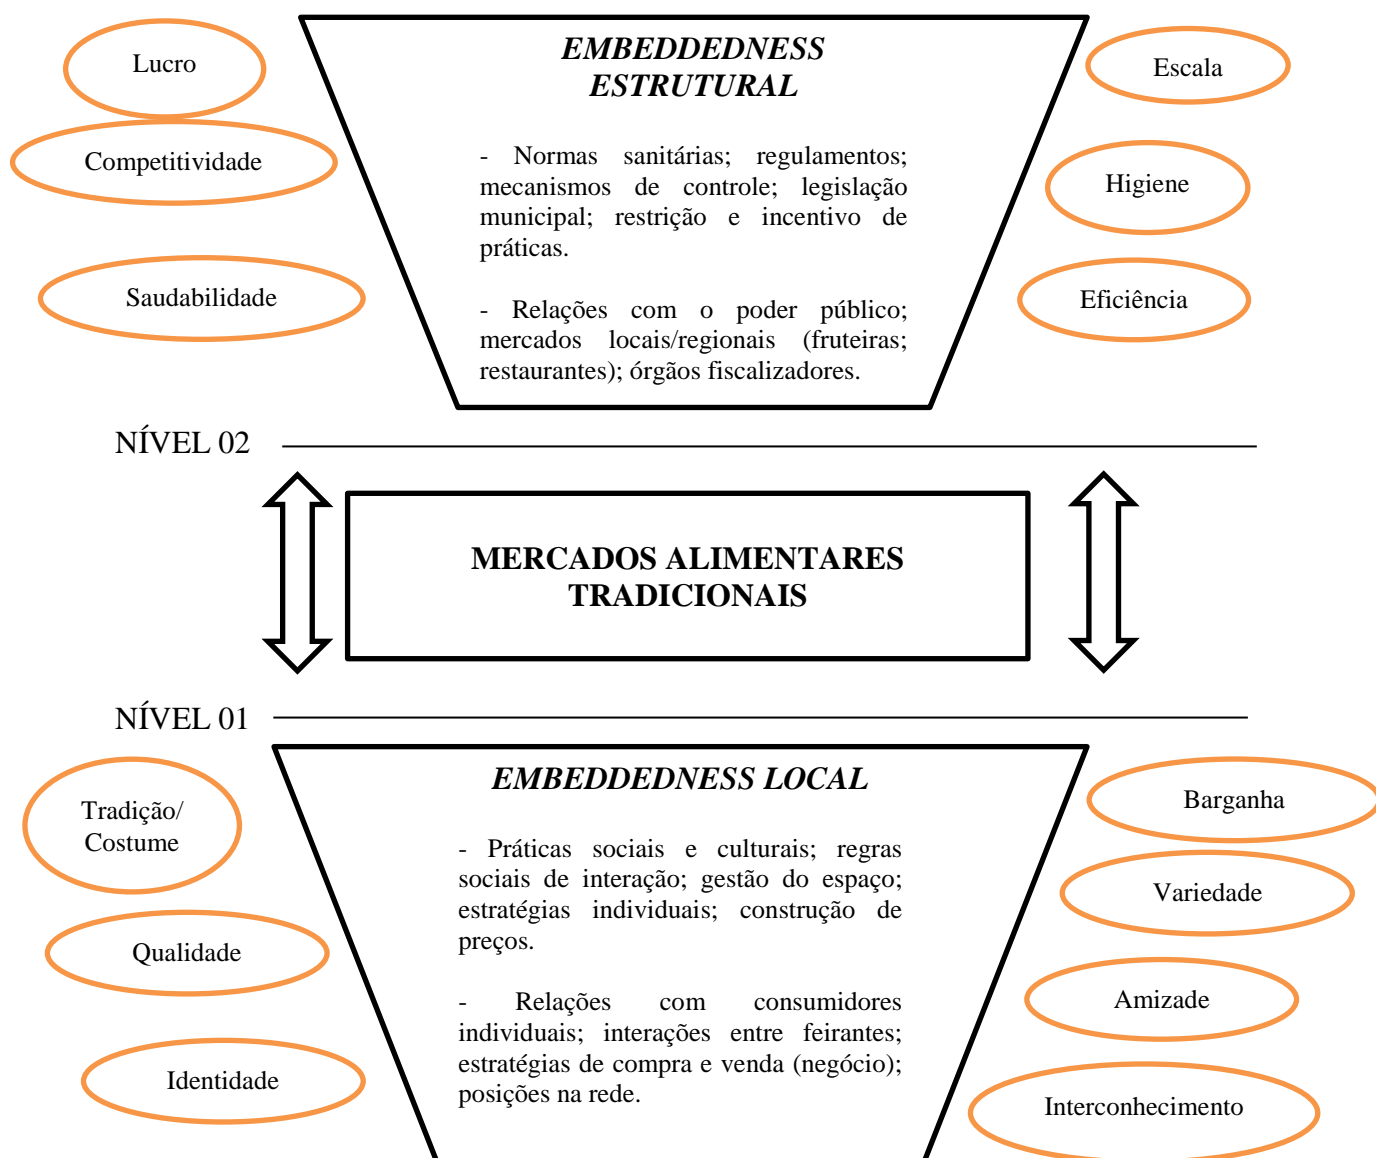 Lucro
Competitividade
Saudabilidade
EMBEDDEDNESS
ESTRUTURAL
- Normas sanitárias; regulamentos;
mecanismos de controle; legislação
municipal; restrição e incentivo de
práticas.
- Relações com o poder público;
mercados locais/regionais (fruteiras;
restaurantes); órgãos fiscalizadores.
Escala
Higiene
Eficiência
NÍVEL 02
MERCADOS ALIMENTARES
TRADICIONAIS
NÍVEL 01
Tradição/
Costume
Qualidade
Identidade
EMBEDDEDNESS LOCAL
- Práticas sociais e culturais; regras
sociais de interação; gestão do espaço;
estratégias individuais; construção de
preços.
- Relações com consumidores
individuais; interações entre feirantes;
estratégias de compra e venda (negócio);
posições na rede.
Barganha
Variedade
Amizade
Interconhecimento